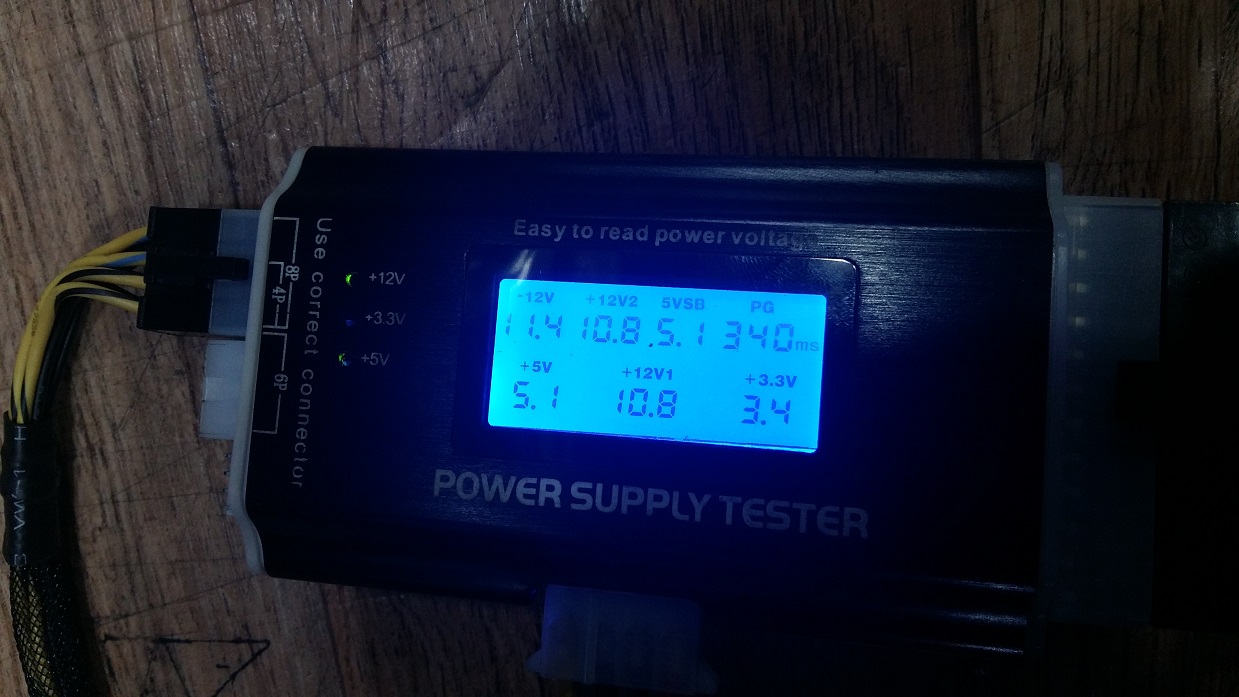 Easy to read power voltage
-12V +12V2 5VSB PG
11.4 10.8 5.1 340ms
+5V +12V1 +3.3V
5.1 10.8 3.4
POWER SUPPLY TESTER
+12V
+3.3V
+5V
Use correct connector
8P
4P
6P